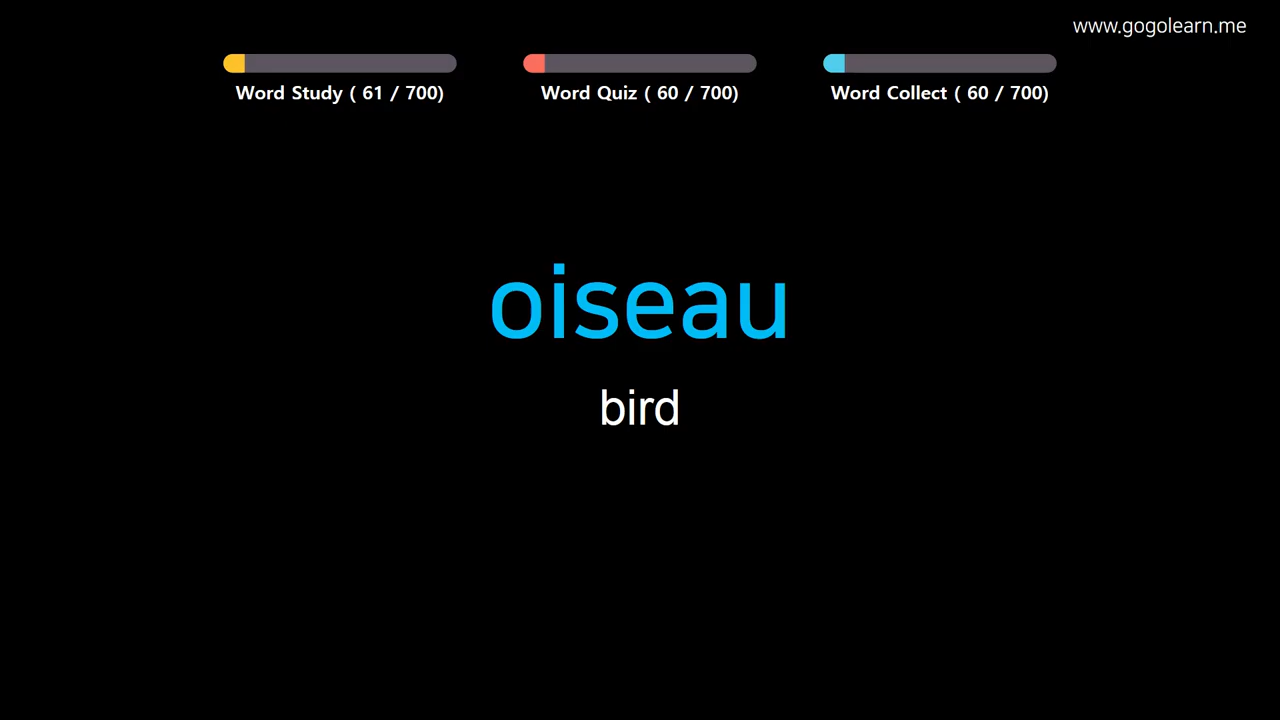 www.gogolearn.me
Word Study ( 61 / 700)
Word Quiz ( 60 / 700)
Word Collect ( 60 / 700)
oiseau
bird